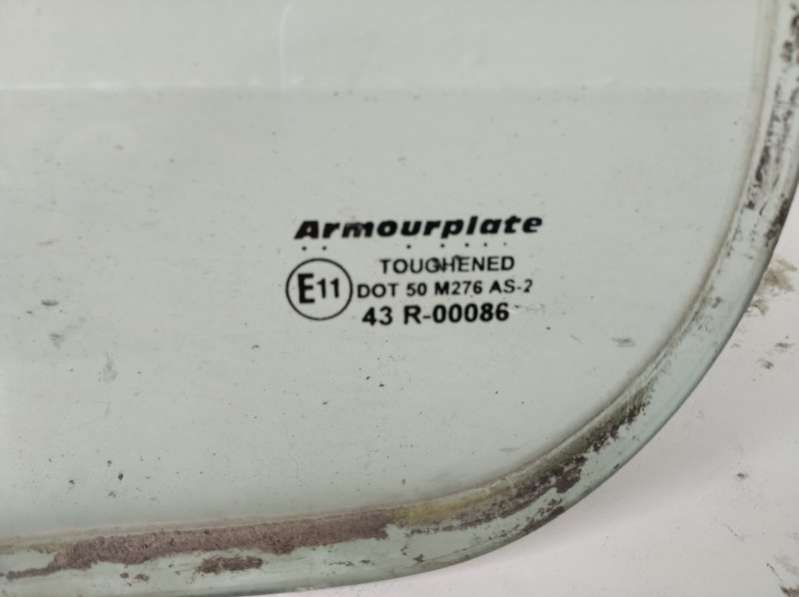 Armourplate
TOUGHENED
E11
DOT 50 M276 AS-2
43 R-00086